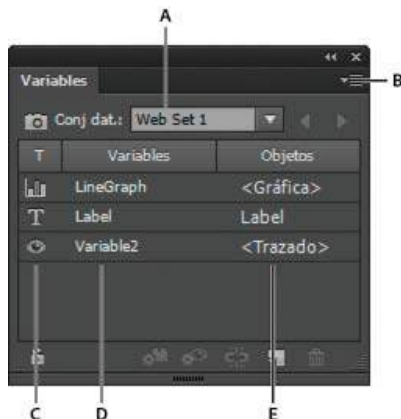 A
Variables
B
Conj dat.: Web Set 1
T Variables Objetos
LineGraph <Gráfica>
T Label Label
Variable2 <Trazado>
C D E